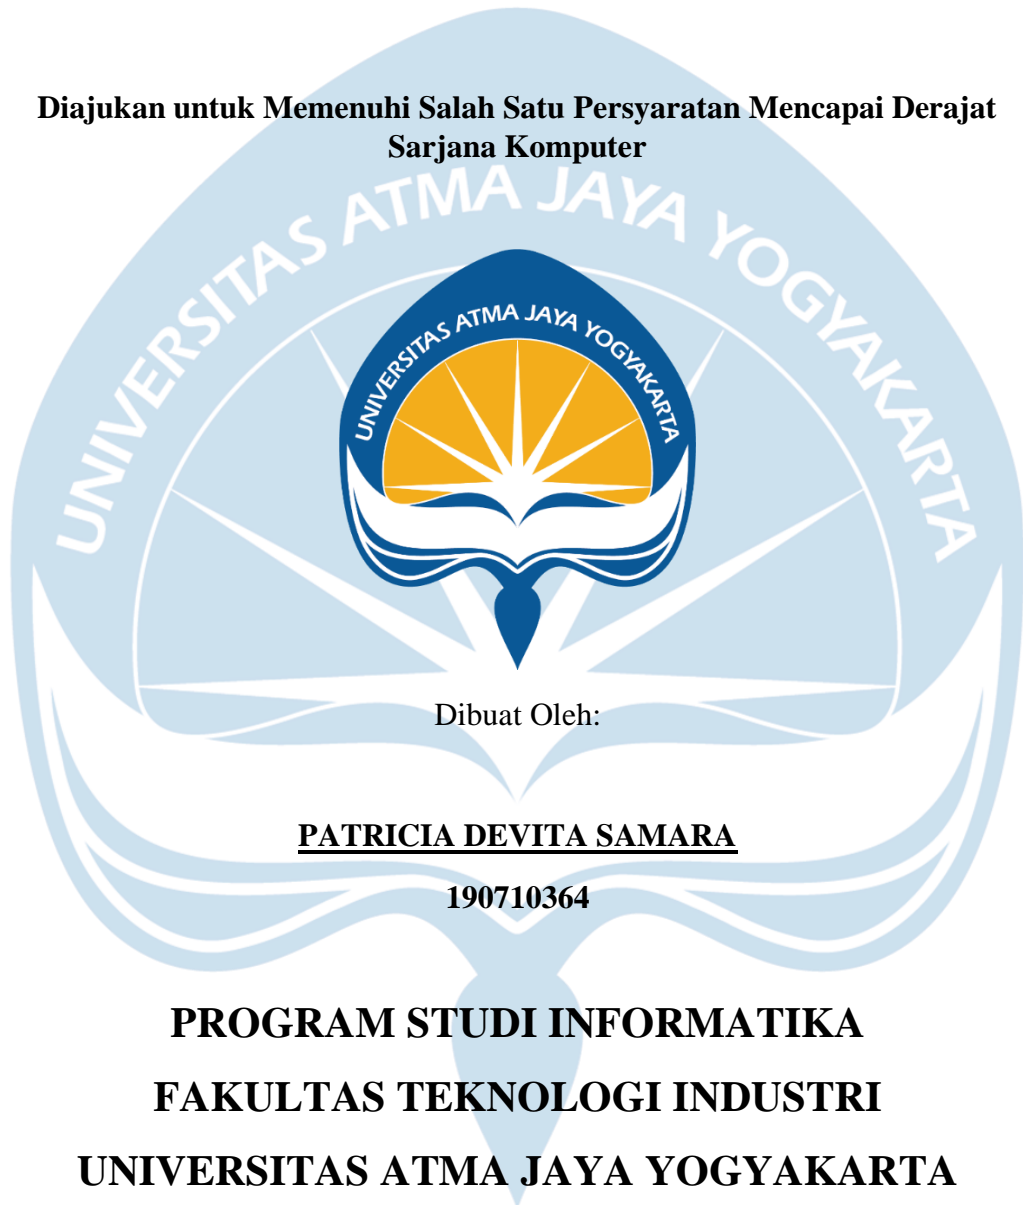 Diajukan untuk Memenuhi Salah Satu Persyaratan Mencapai Derajat
Sarjana Komputer
UNIVERSITAS ATMA JAYA YOGYAKARTA
UNIVERSITAS ATMA JAYA YOGYAKARTA
Dibuat Oleh:
PATRICIA DEVITA SAMARA
190710364
PROGRAM STUDI INFORMATIKA
FAKULTAS TEKNOLOGI INDUSTRI
UNIVERSITAS ATMA JAYA YOGYAKARTA